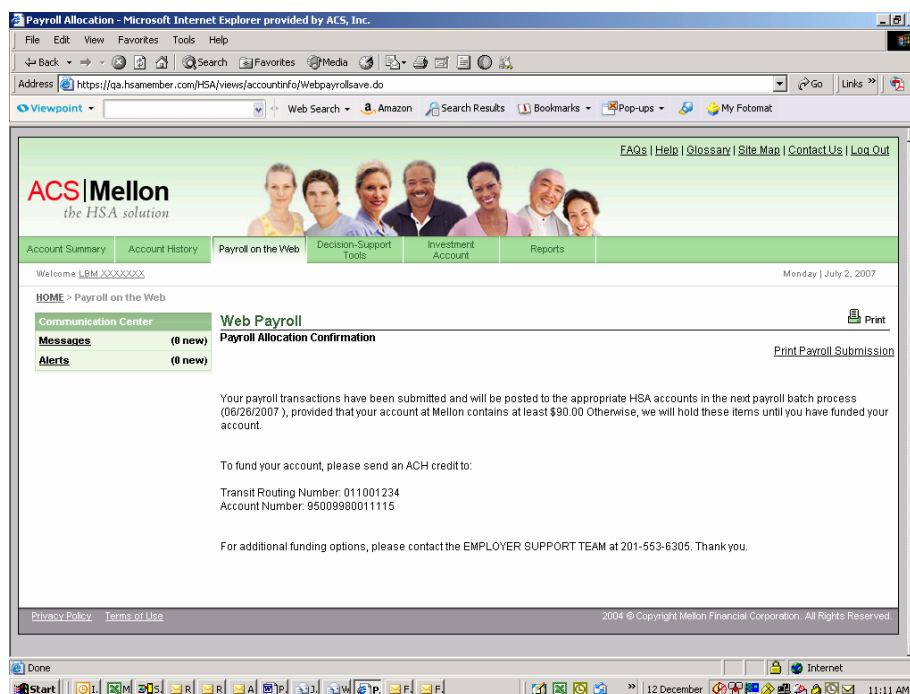 Payroll Allocation - Microsoft Internet Explorer provided by ACS, Inc.
File Edit View Favorites Tools Help
Back Search Favorites Media
Address https://qa.hsamember.com/HSA/views/accountinfo/Webpayrollsave.do Go Links »
Viewpoint Web Search Amazon Search Results Bookmarks Pop-ups My Fotomat
FAQs | Help | Glossary | Site Map | Contact Us | Log Out
ACS|Mellon
the HSA solution
Account Summary Account History Payroll on the Web Decision-Support Tools Investment Account Reports
Welcome LBM XXXXXXX Monday | July 2, 2007
HOME > Payroll on the Web
Communication Center
Messages (0 new)
Alerts (0 new)
Web Payroll Print
Payroll Allocation Confirmation
Print Payroll Submission
Your payroll transactions have been submitted and will be posted to the appropriate HSA accounts in the next payroll batch process
(06/26/2007 ), provided that your account at Mellon contains at least $90.00 Otherwise, we will hold these items until you have funded your
account.
To fund your account, please send an ACH credit to:
Transit Routing Number: 011001234
Account Number: 95009980011115
For additional funding options, please contact the EMPLOYER SUPPORT TEAM at 201-553-6305. Thank you.
Privacy Policy Terms of Use 2004 © Copyright Mellon Financial Corporation. All Rights Reserved.
Done Internet
Start I. M S. R R A P. J. W P. F F. » 12 December 11:11 AM